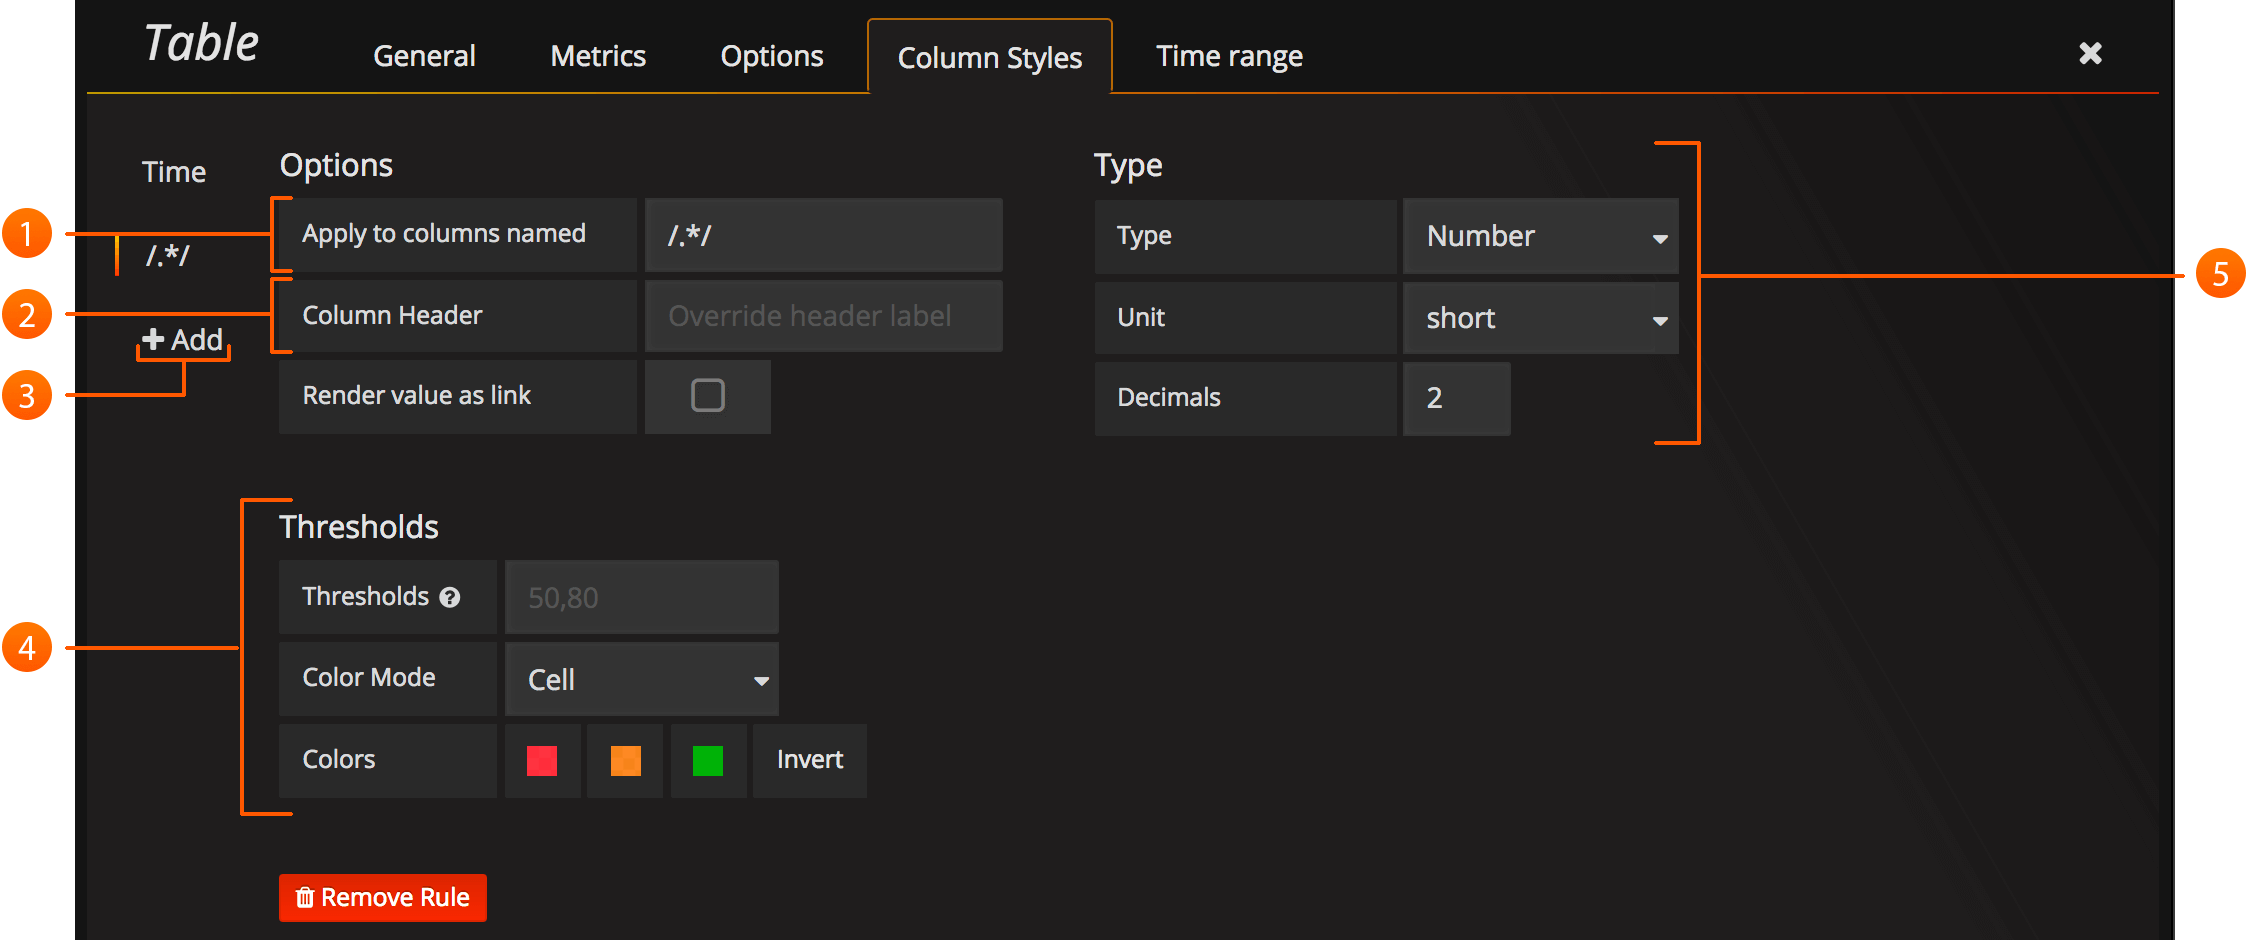 Table
General
Metrics
Options
Column Styles
Time range
Time
/.*/
Add
Options
Apply to columns named
/.*/
Column Header
Override header label
Render value as link
Type
Type
Number
Unit
short
Decimals
2
Thresholds
Thresholds
50,80
Color Mode
Cell
Colors
Invert
Remove Rule
1
2
3
4
5